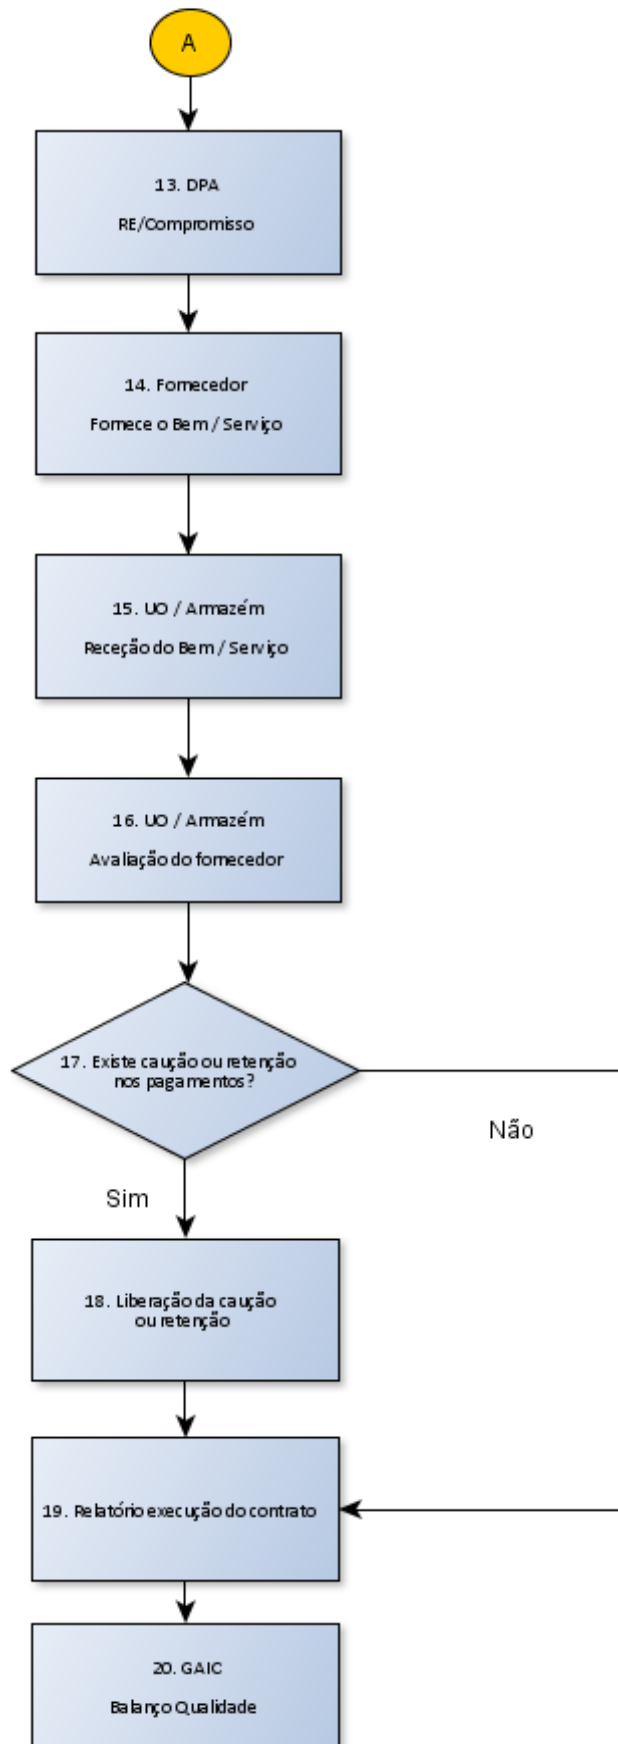 A
13. DPA
RE/Compromisso
14. Fornecedor
Fornece o Bem / Serviço
15. UO / Armazém
Receção do Bem / Serviço
16. UO / Armazém
Avaliação do fornecedor
17. Existe caução ou retenção
nos pagamentos?
Não
Sim
18. Liberação da caução
ou retenção
19. Relatório execução do contrato
20. GAIC
Balanço Qualidade